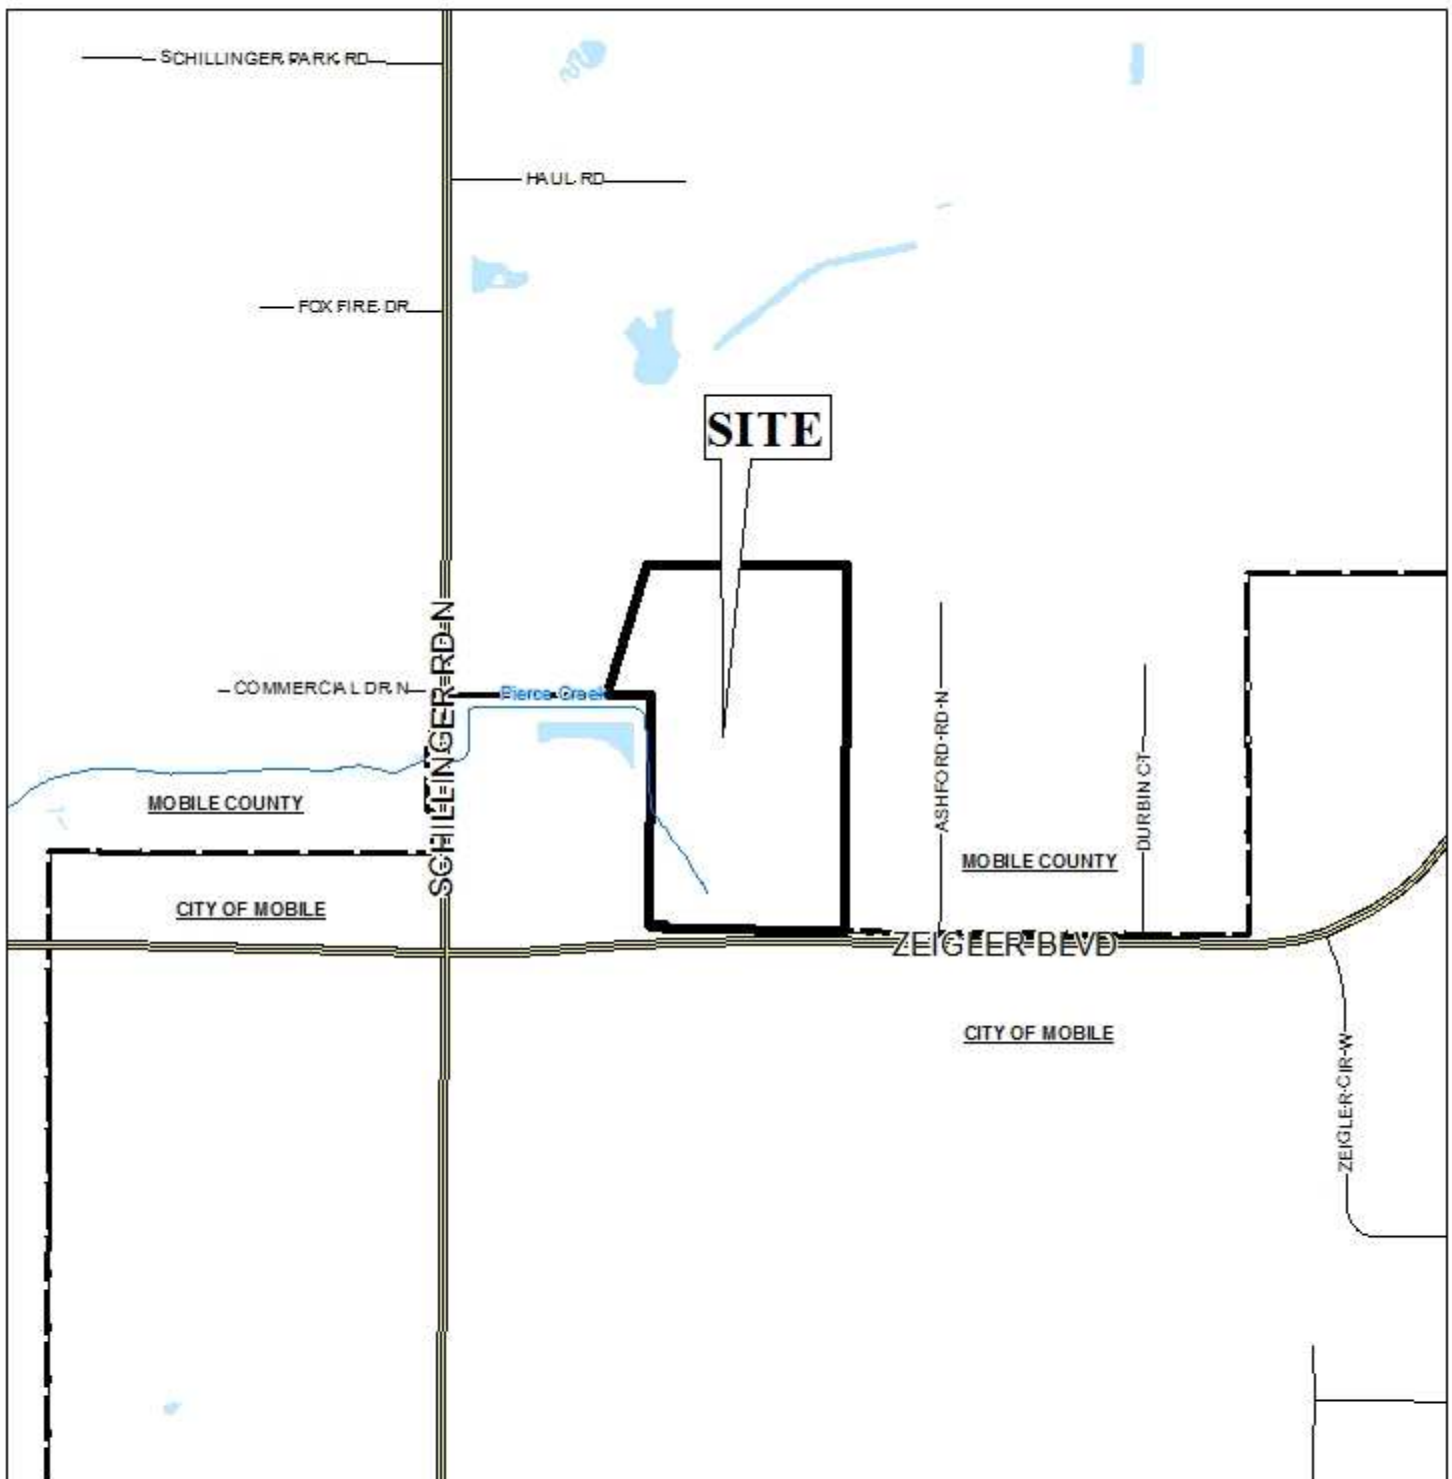 SCHILLINGER PARK RD
HAUL RD
FOX FIRE DR
SITE
SCHILLINGER RD N
COMMERCIAL DR N
Pierce Creek
ASHFORD RD N
DURBIN CT
MOBILE COUNTY
MOBILE COUNTY
CITY OF MOBILE
ZEIGLER BLVD
CITY OF MOBILE
ZEIGLER CIR W